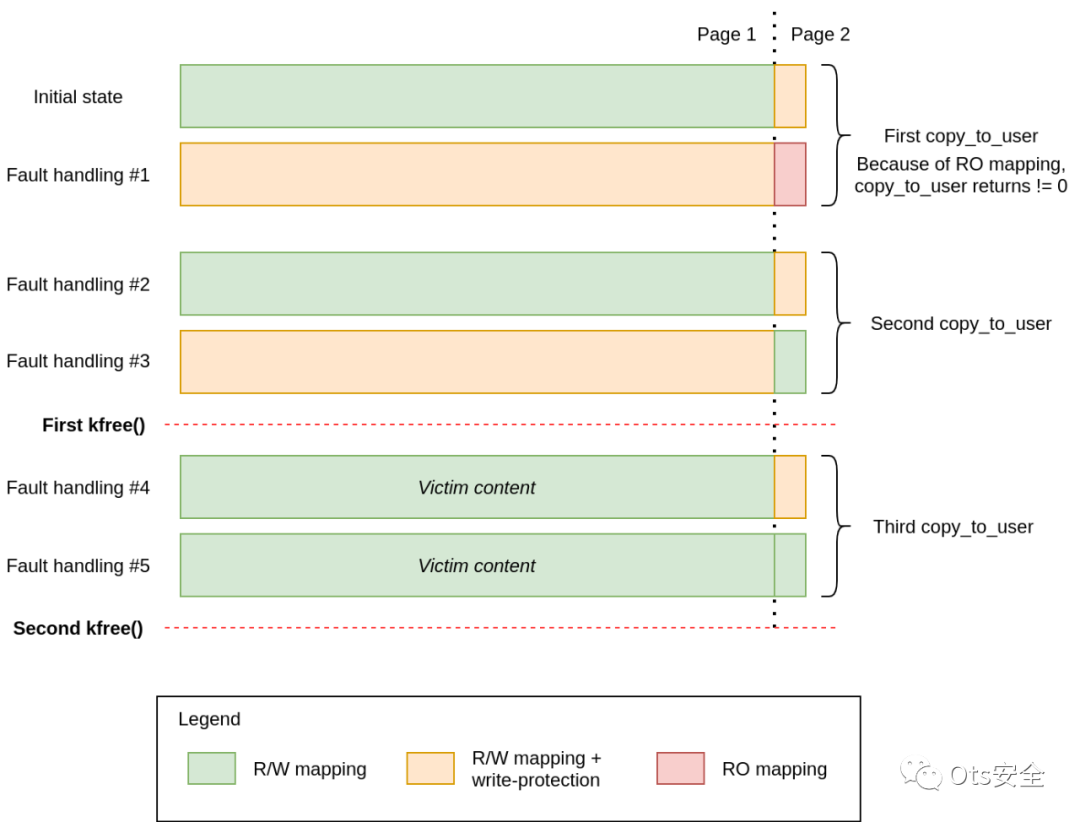 Page 1
Page 2
Initial state
Fault handling #1
First copy_to_user
Because of RO mapping,
copy_to_user returns != 0
Fault handling #2
Fault handling #3
Second copy_to_user
First kfree()
Fault handling #4
Victim content
Fault handling #5
Victim content
Third copy_to_user
Second kfree()
Legend
R/W mapping
R/W mapping +
write-protection
RO mapping
Ots安全